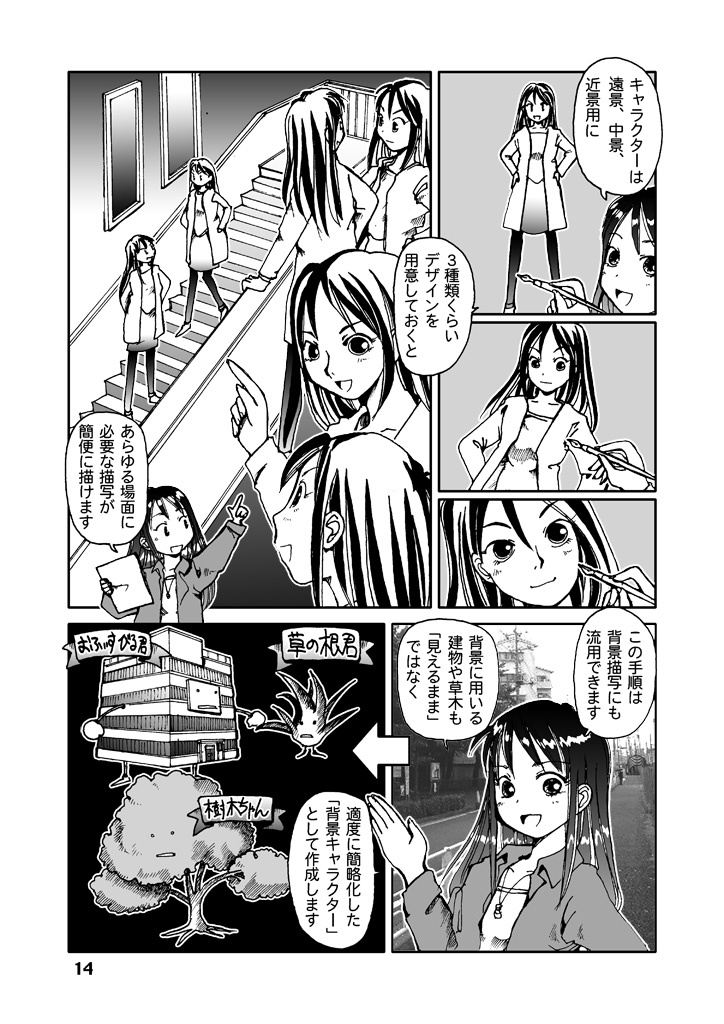 キャラクターは
遠景、中景、
近景用に
3種類くらい
デザインを
用意しておくと
あらゆる場面に
必要な描写が
簡便に描けます
この手順は
背景描写にも
流用できます
背景に用いる
建物や草木も
「見えるまま」
ではなく
適度に簡略化した
「背景キャラクター」
として作成します
草の根君
おふぃすびる君
樹木ちゃん
14